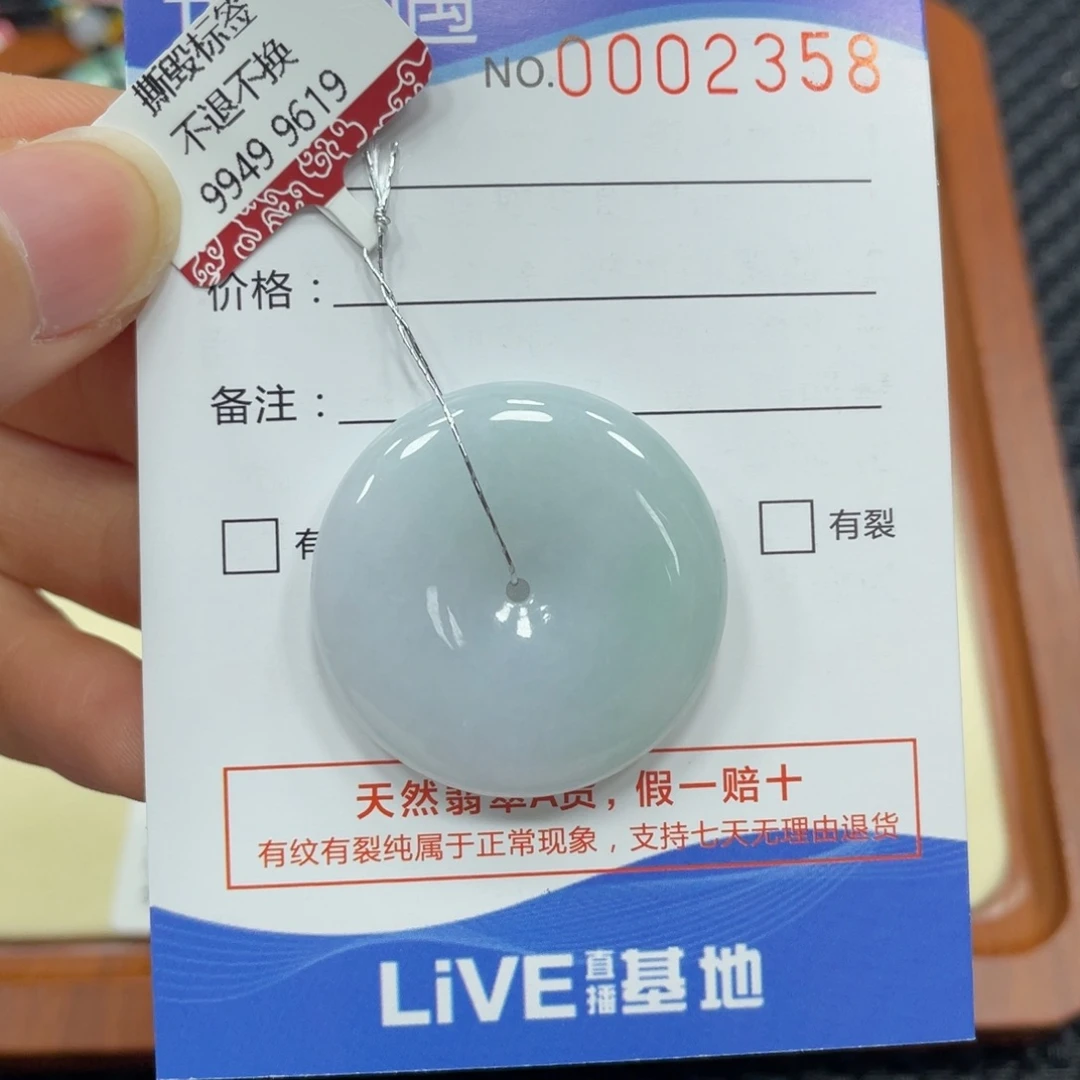 撕毁标签
不退不换
9949 9619
NO.0002358
价格：
备注：
有
有裂
天然翡翠A货，假一赔十
有纹有裂纯属于正常现象，支持七天无理由退货
LiVE直播基地